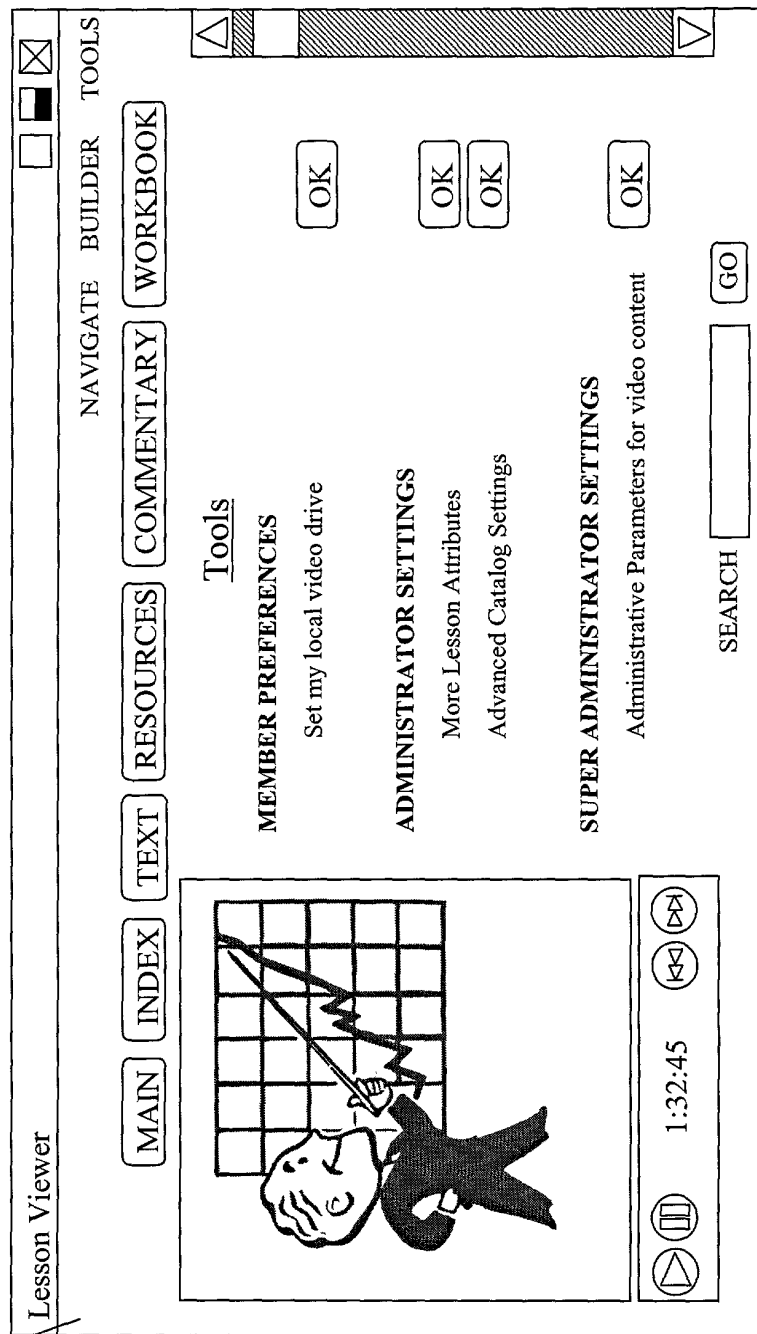 Lesson Viewer
NAVIGATE BUILDER TOOLS
MAIN INDEX TEXT RESOURCES COMMENTARY WORKBOOK
Tools
MEMBER PREFERENCES
Set my local video drive OK
ADMINISTRATOR SETTINGS
More Lesson Attributes OK
Advanced Catalog Settings OK
SUPER ADMINISTRATOR SETTINGS
Administrative Parameters for video content OK
1:32:45
SEARCH GO